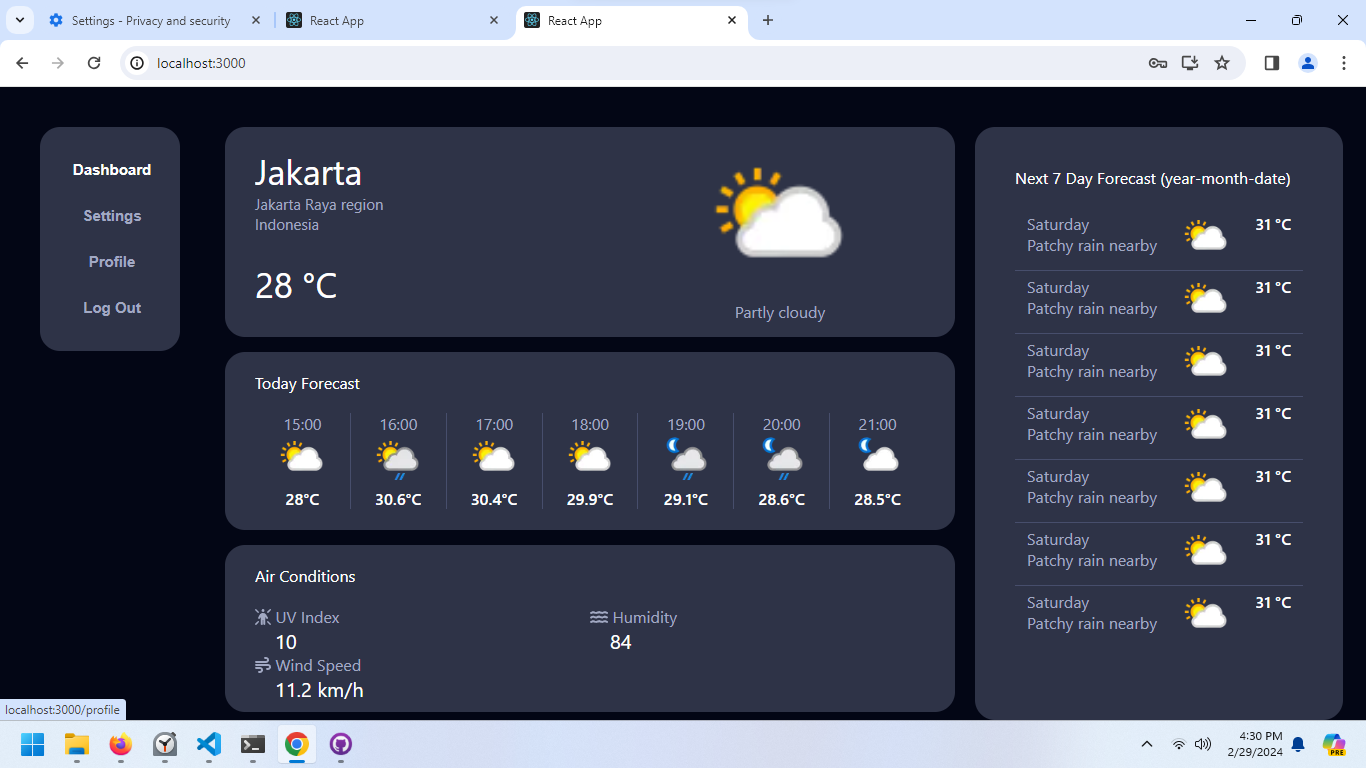 Settings - Privacy and security
React App
React App
localhost:3000
Dashboard
Settings
Profile
Log Out
Jakarta
Jakarta Raya region
Indonesia
28 °C
Partly cloudy
Today Forecast
15:00 16:00 17:00 18:00 19:00 20:00 21:00
28°C 30.6°C 30.4°C 29.9°C 29.1°C 28.6°C 28.5°C
Air Conditions
UV Index
10
Humidity
84
Wind Speed
11.2 km/h
Next 7 Day Forecast (year-month-date)
Saturday 31 °C
Patchy rain nearby
Saturday 31 °C
Patchy rain nearby
Saturday 31 °C
Patchy rain nearby
Saturday 31 °C
Patchy rain nearby
Saturday 31 °C
Patchy rain nearby
Saturday 31 °C
Patchy rain nearby
Saturday 31 °C
Patchy rain nearby
localhost:3000/profile
4:30 PM
2/29/2024
PRE